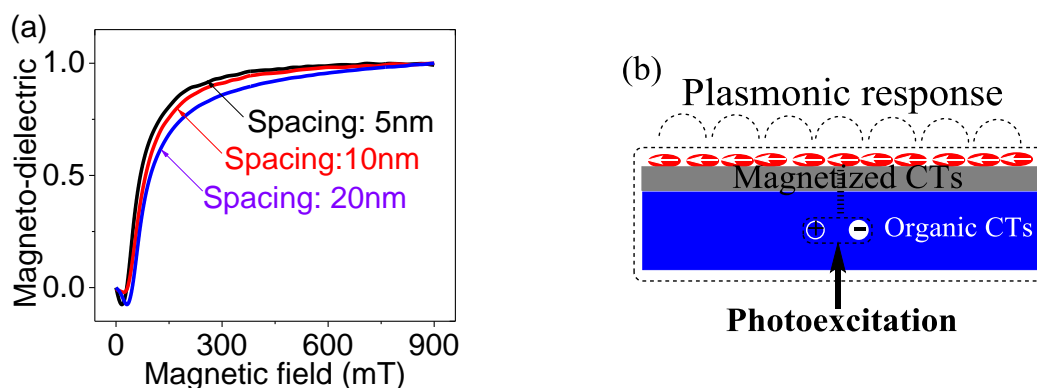 (a)
Magneto-dielectric
1.0
0.5
0.0
Spacing: 5nm
Spacing:10nm
Spacing: 20nm
0
300
600
900
Magnetic field (mT)
(b)
Plasmonic response
Magnetized CTs
+
-
Organic CTs
Photoexcitation